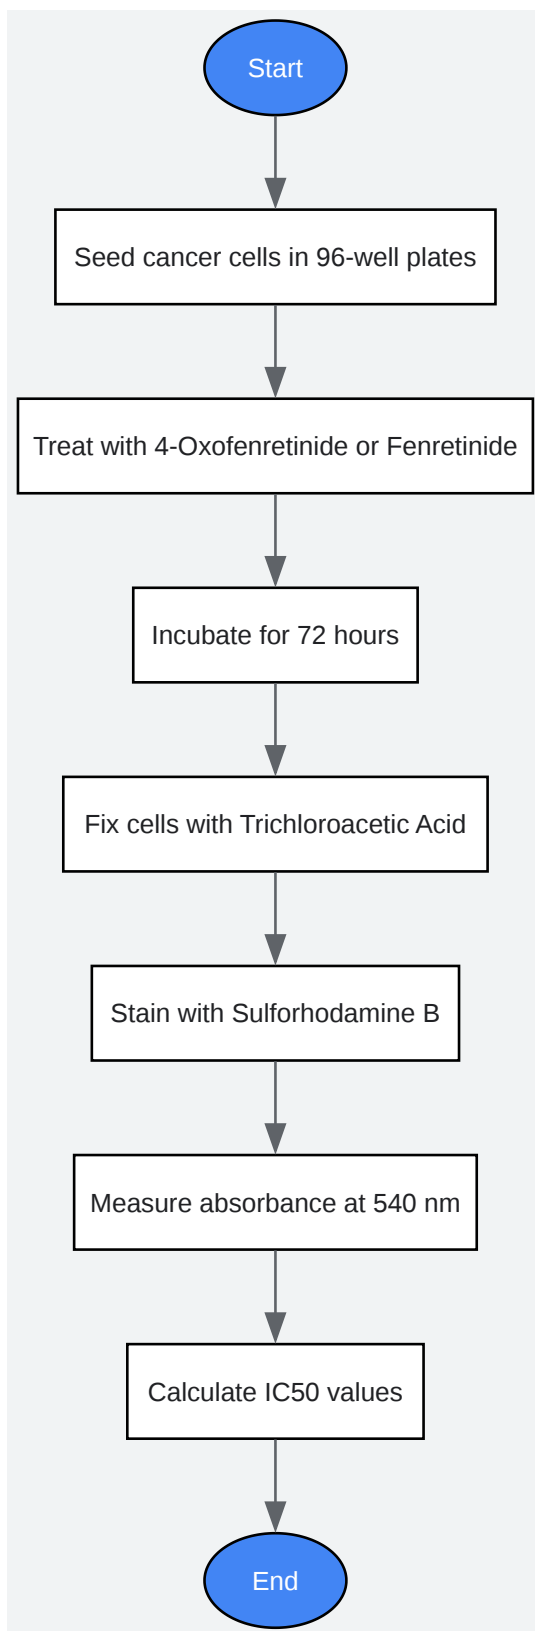 Start
Seed cancer cells in 96-well plates
Treat with 4-Oxofenretinide or Fenretinide
Incubate for 72 hours
Fix cells with Trichloroacetic Acid
Stain with Sulforhodamine B
Measure absorbance at 540 nm
Calculate IC50 values
End